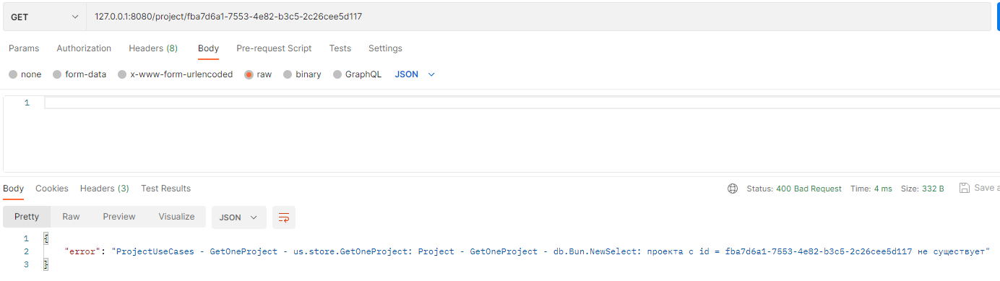 GET 127.0.0.1:8080/project/fba7d6a1-7553-4e82-b3c5-2c26cee5d117
Params Authorization Headers (8) Body Pre-request Script Tests Settings
none form-data x-www-form-urlencoded raw binary GraphQL JSON
1
Body Cookies Headers (3) Test Results Status: 400 Bad Request Time: 4 ms Size: 332 B Save a
Pretty Raw Preview Visualize JSON
1 {
2 "error": "ProjectUseCases - GetOneProject - us.store.GetOneProject: Project - GetOneProject - db.Bun.NewSelect: проекта с id = fba7d6a1-7553-4e82-b3c5-2c26cee5d117 не существует"
3 }